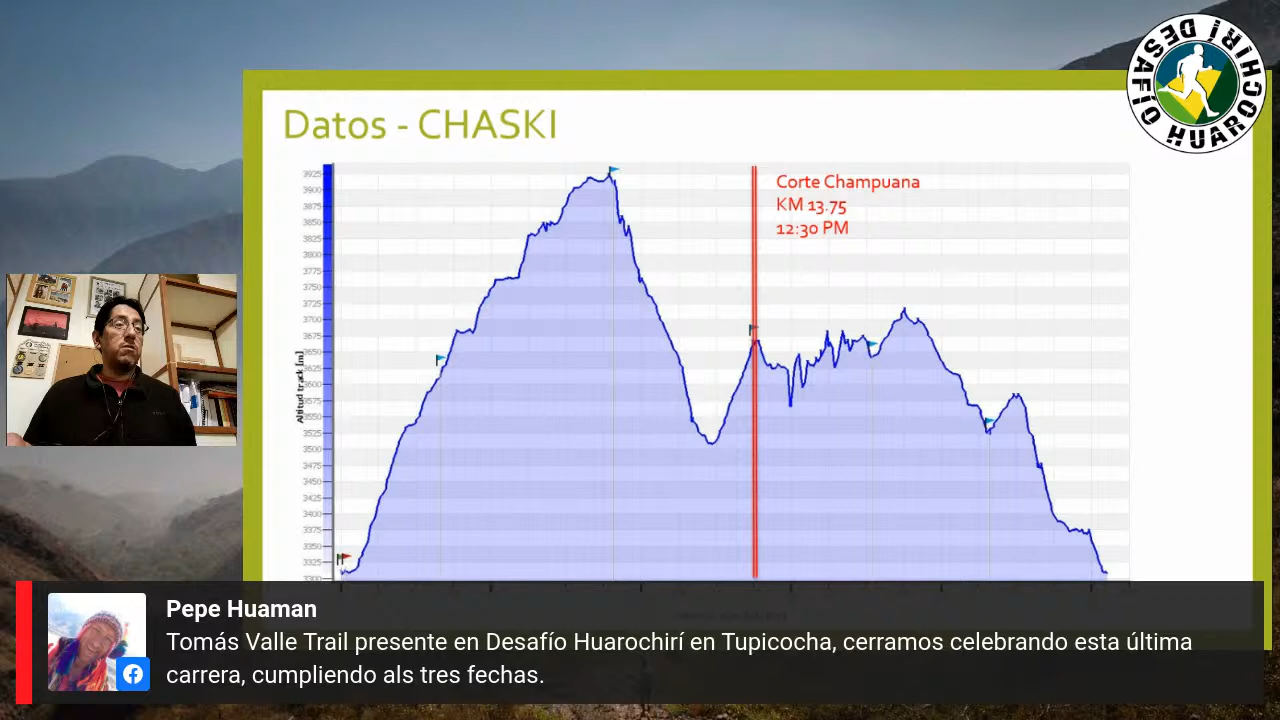 DESAFÍO HUAROCHIRÍ
Datos - CHASKI
Corte Champuana
KM 13.75
12:30 PM
3925
3900
3875
3850
3825
3800
3775
3750
3725
3700
3675
3650
3625
3600
3575
3550
3525
3500
3475
3450
3425
3400
3375
3350
3325
3300
Altitud track [m]
Pepe Huaman
Tomás Valle Trail presente en Desafío Huarochirí en Tupicocha, cerramos celebrando esta última
carrera, cumpliendo als tres fechas.